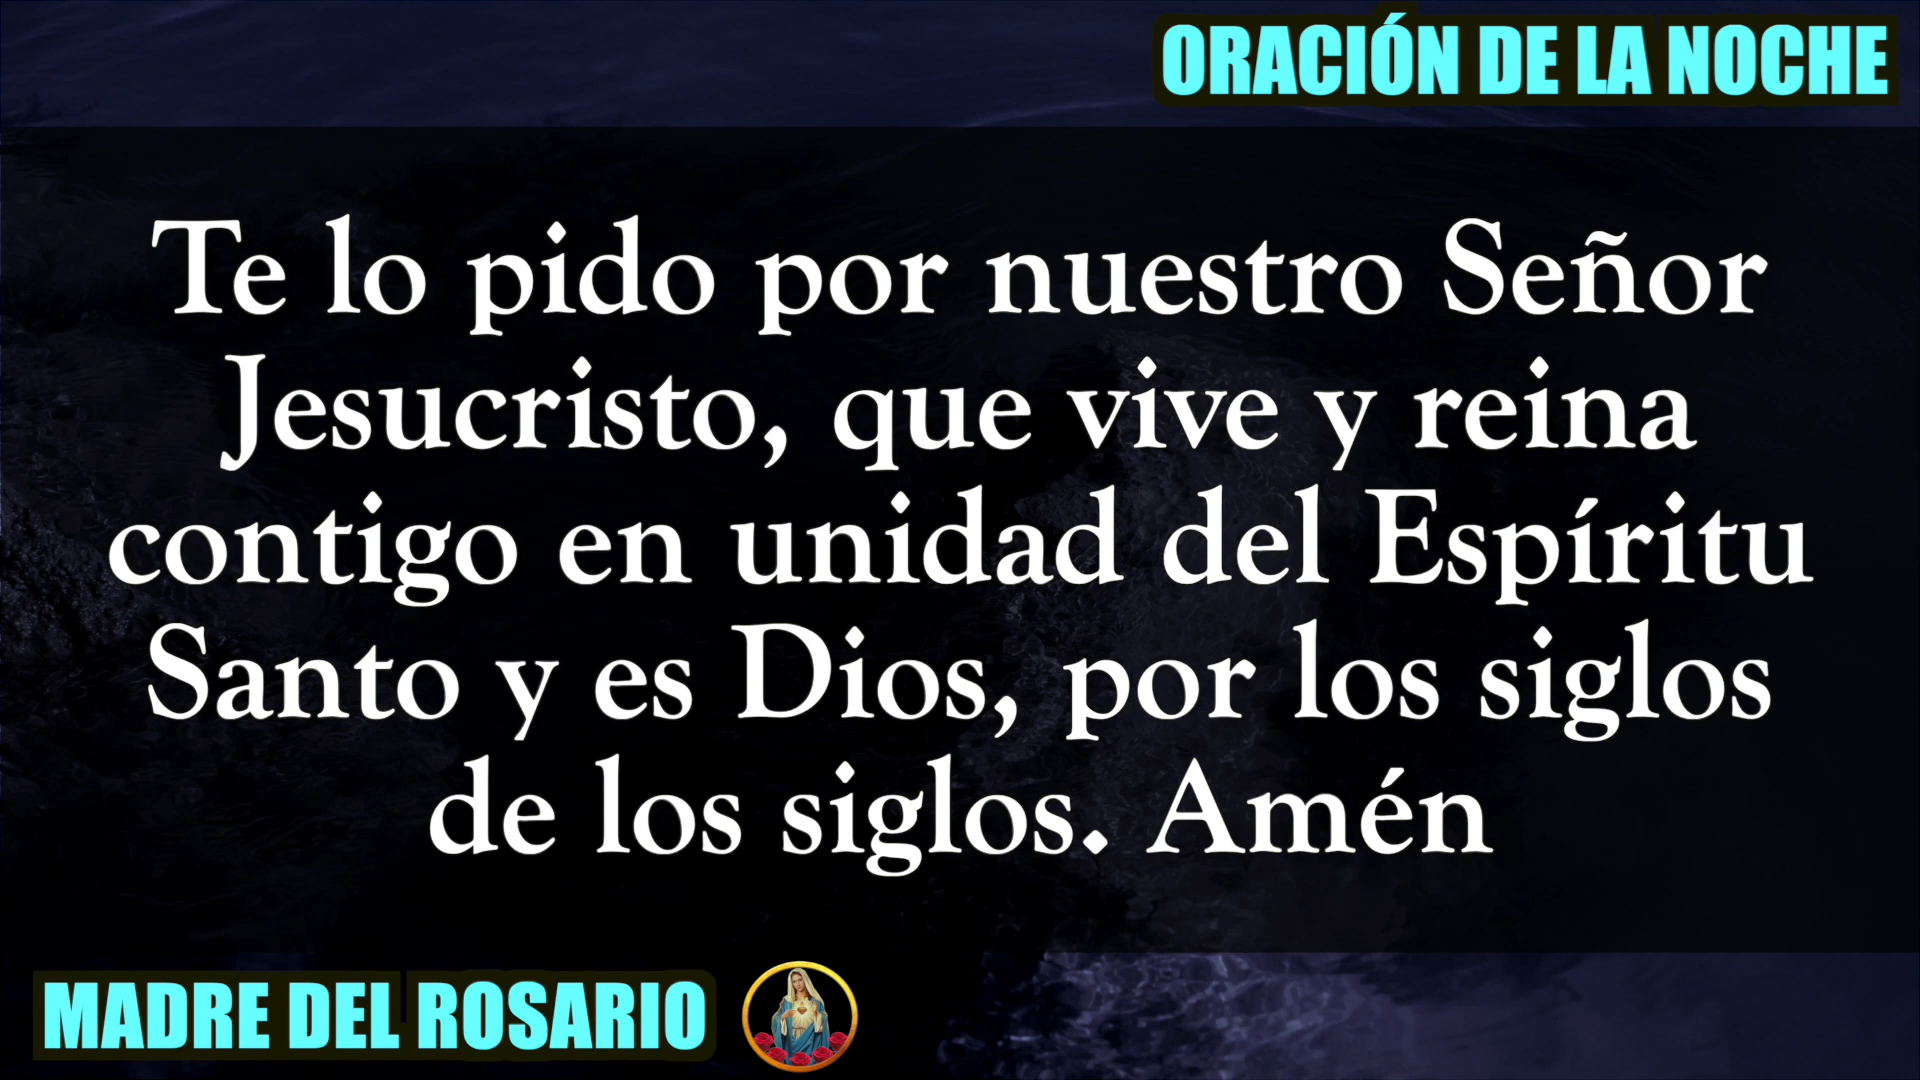 ORACIÓN DE LA NOCHE
Te lo pido por nuestro Señor
Jesucristo, que vive y reina
contigo en unidad del Espíritu
Santo y es Dios, por los siglos
de los siglos. Amén
MADRE DEL ROSARIO